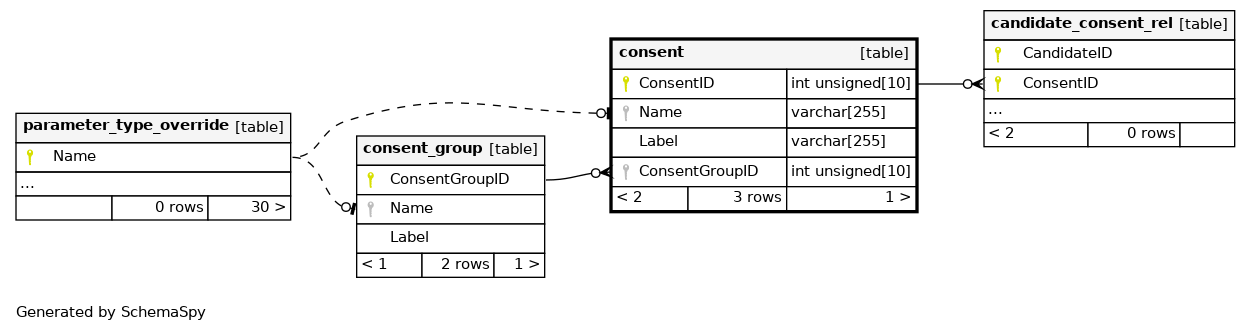 parameter_type_override [table]
Name
...
0 rows 30 >
consent_group [table]
ConsentGroupID
Name
Label
< 1 2 rows 1 >
consent [table]
ConsentID int unsigned[10]
Name varchar[255]
Label varchar[255]
ConsentGroupID int unsigned[10]
< 2 3 rows 1 >
candidate_consent_rel [table]
CandidateID
ConsentID
...
< 2 0 rows
Generated by SchemaSpy